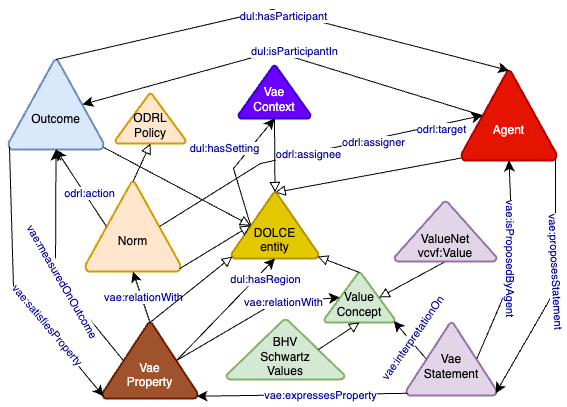 dul:hasParticipant
dul:isParticipantIn
Outcome
ODRL
Policy
Vae
Context
Agent
odrl:target
odrl:assigner
odrl:assignee
dul:hasSetting
odrl:action
Norm
DOLCE
entity
ValueNet
vcvf:Value
vae:measuredOnOutcome
vae:satisfiesProperty
vae:relationWith
dul:hasRegion
vae:relationWith
Value
Concept
vae:isProposedByAgent
vae:proposesStatement
vae:interpretationOn
BHV
Schwartz
Values
Vae
Property
Vae
Statement
vae:expressesProperty